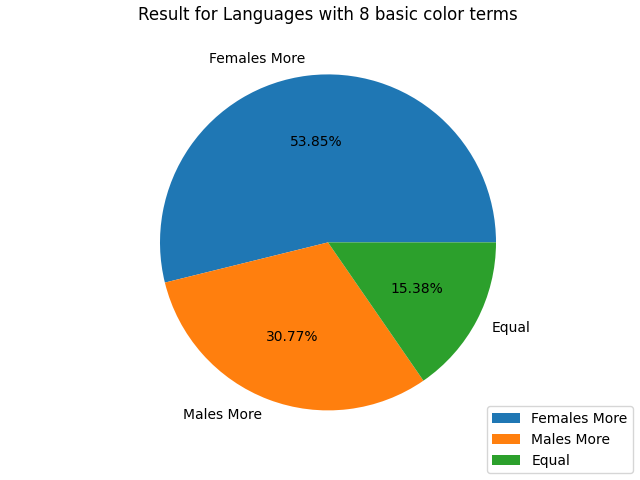 Result for Languages with 8 basic color terms
Females More
53.85%
15.38%
Equal
30.77%
Males More
Females More
Males More
Equal